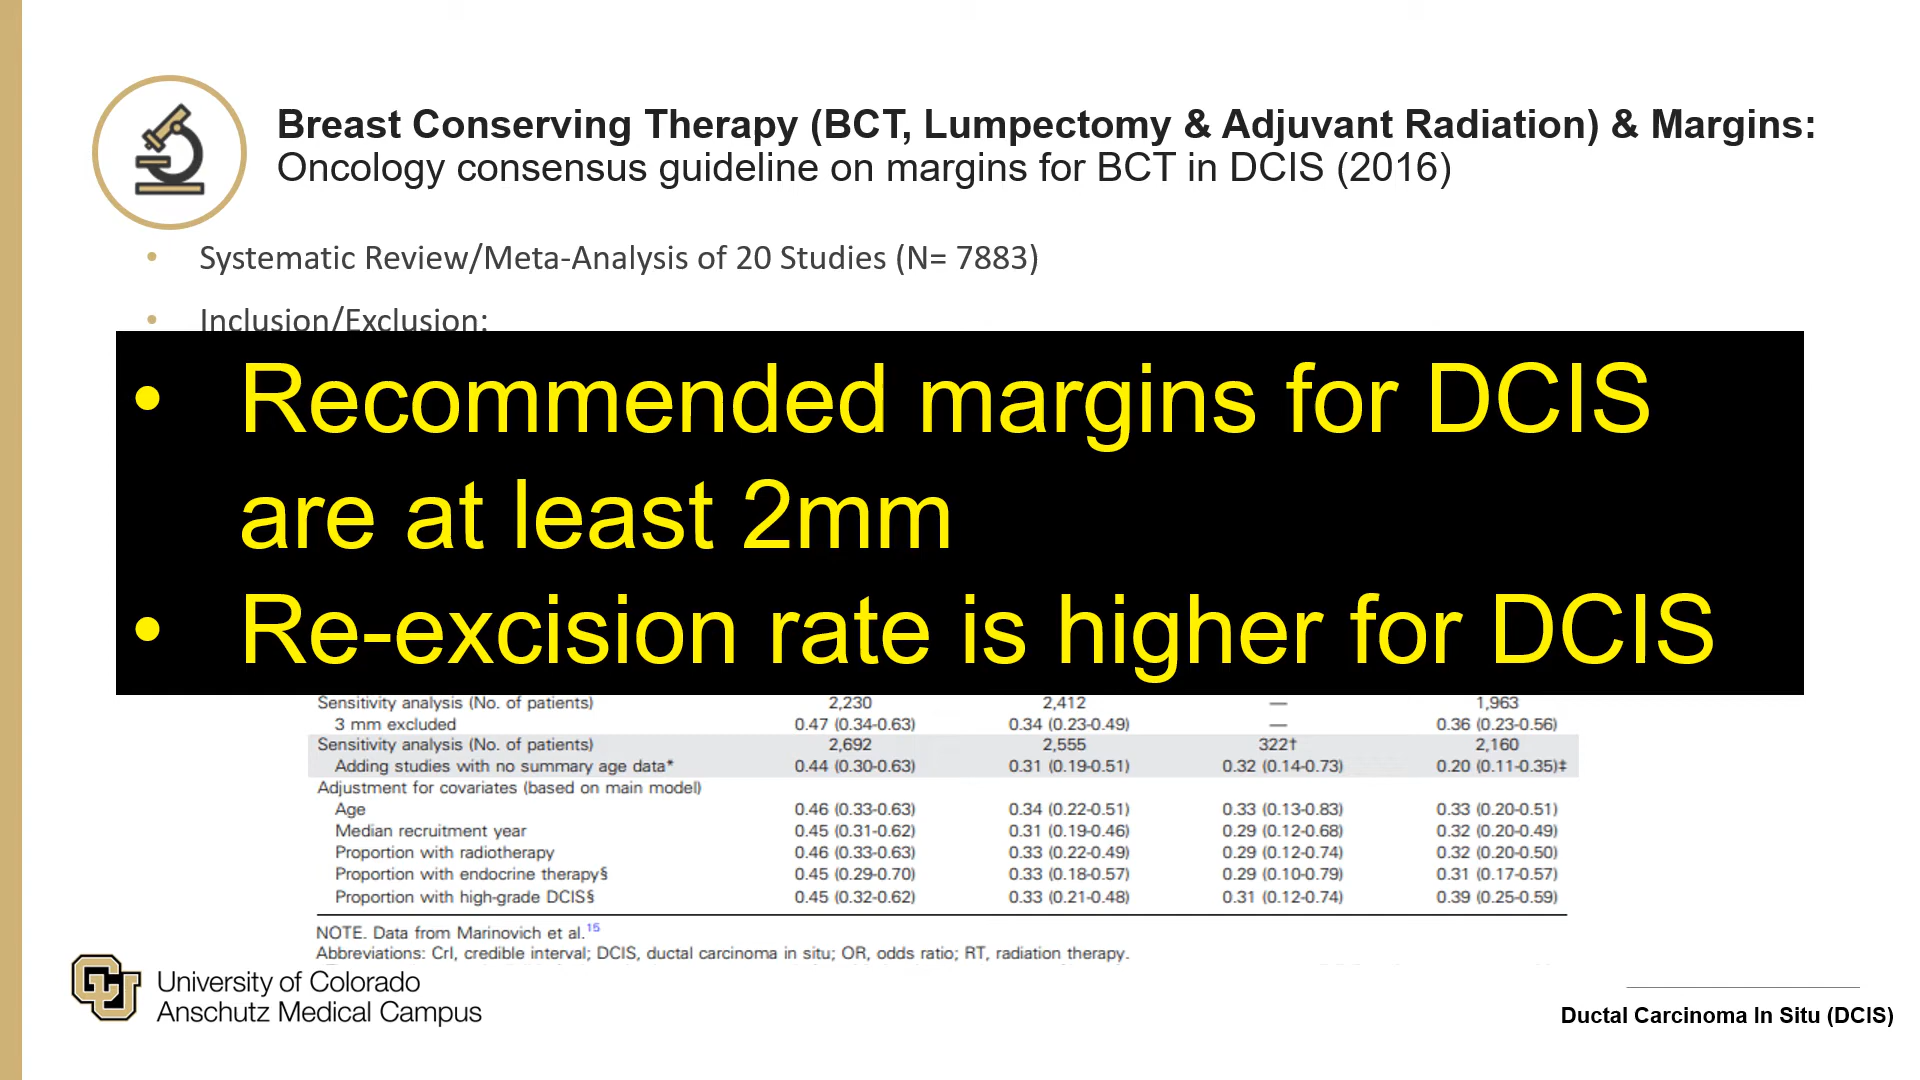 Breast Conserving Therapy (BCT, Lumpectomy & Adjuvant Radiation) & Margins:
Oncology consensus guideline on margins for BCT in DCIS (2016)
• Systematic Review/Meta-Analysis of 20 Studies (N= 7883)
• Inclusion/Exclusion:
• Recommended margins for DCIS
are at least 2mm
• Re-excision rate is higher for DCIS
Sensitivity analysis (No. of patients) 2,230 2,412 — 1,963
3 mm excluded 0.47 (0.34-0.63) 0.34 (0.23-0.49) — 0.36 (0.23-0.56)
Sensitivity analysis (No. of patients) 2,692 2,555 322† 2,160
Adding studies with no summary age data* 0.44 (0.30-0.63) 0.31 (0.19-0.51) 0.32 (0.14-0.73) 0.20 (0.11-0.35)‡
Adjustment for covariates (based on main model)
Age 0.46 (0.33-0.63) 0.34 (0.22-0.51) 0.33 (0.13-0.83) 0.33 (0.20-0.51)
Median recruitment year 0.45 (0.31-0.62) 0.31 (0.19-0.46) 0.29 (0.12-0.68) 0.32 (0.20-0.49)
Proportion with radiotherapy 0.46 (0.33-0.63) 0.33 (0.22-0.49) 0.29 (0.12-0.74) 0.32 (0.20-0.50)
Proportion with endocrine therapy§ 0.45 (0.29-0.70) 0.33 (0.18-0.57) 0.29 (0.10-0.79) 0.31 (0.17-0.57)
Proportion with high-grade DCIS§ 0.45 (0.32-0.62) 0.33 (0.21-0.48) 0.31 (0.12-0.74) 0.39 (0.25-0.59)
NOTE. Data from Marinovich et al.15
Abbreviations: CrI, credible interval; DCIS, ductal carcinoma in situ; OR, odds ratio; RT, radiation therapy.
University of Colorado
Anschutz Medical Campus
Ductal Carcinoma In Situ (DCIS)